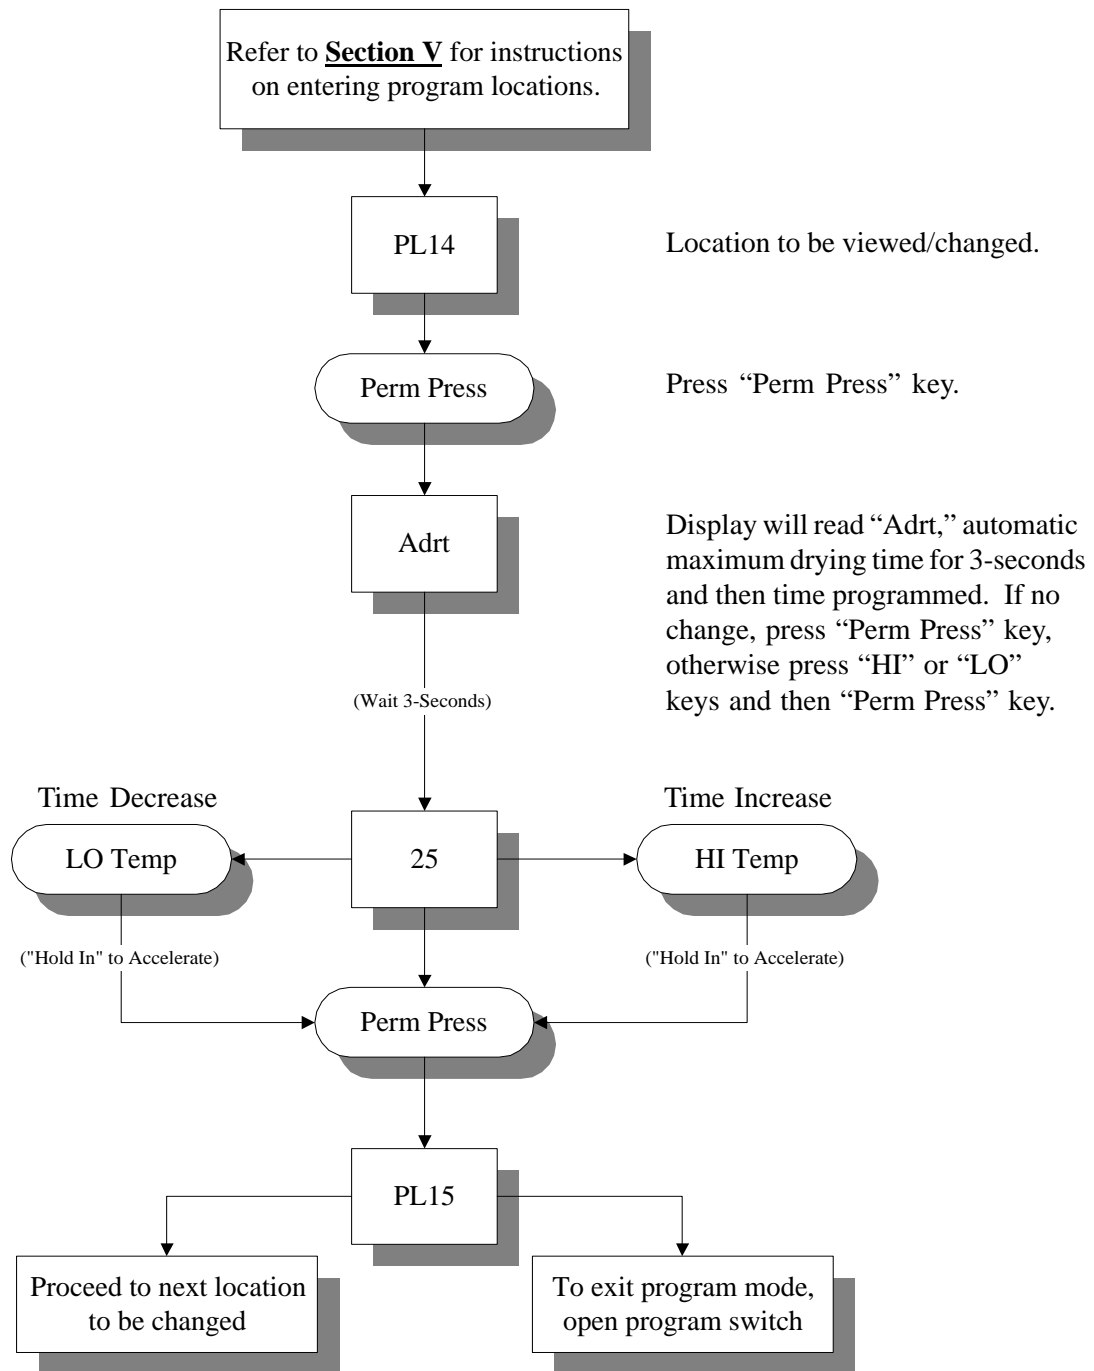 Refer to Section V for instructions
on entering program locations.
PL14
Location to be viewed/changed.
Perm Press
Press “Perm Press” key.
Adrt
Display will read “Adrt,” automatic
maximum drying time for 3-seconds
and then time programmed.  If no
change, press “Perm Press” key,
otherwise press “HI” or “LO”
keys and then “Perm Press” key.
(Wait 3-Seconds)
Time Decrease
Time Increase
LO Temp
25
HI Temp
("Hold In" to Accelerate)
("Hold In" to Accelerate)
Perm Press
PL15
Proceed to next location
to be changed
To exit program mode,
open program switch